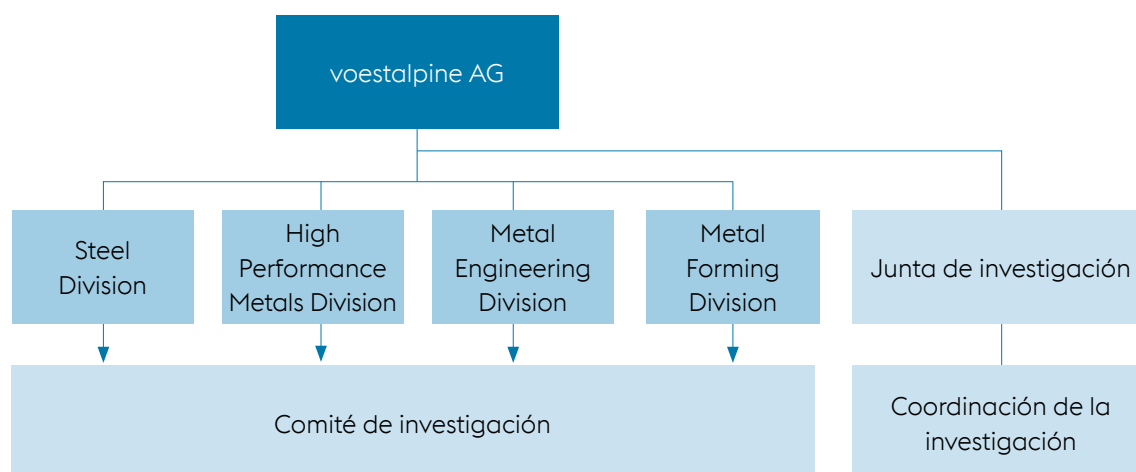 voestalpine AG
Steel
Division
High
Performance
Metals Division
Metal
Engineering
Division
Metal
Forming
Division
Junta de investigación
Comité de investigación
Coordinación de la
investigación